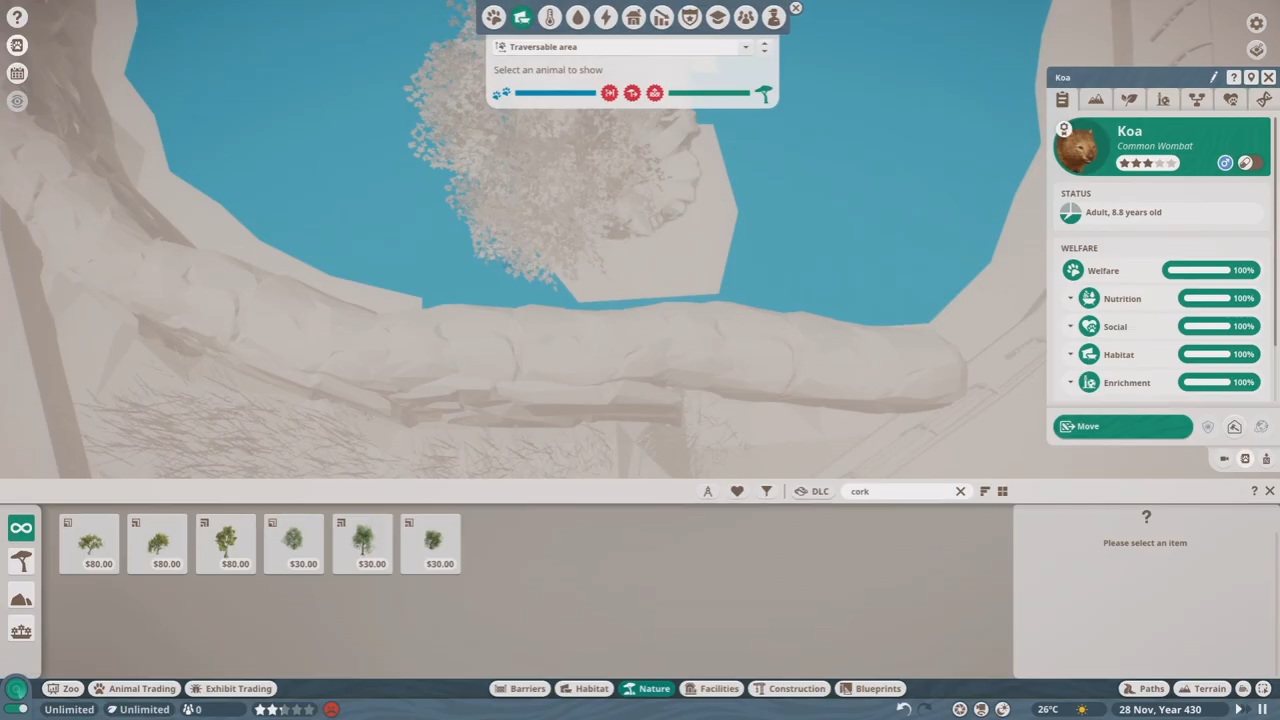 Traversable area
Select an animal to show
Koa
Koa
Common Wombat
STATUS
Adult, 8.8 years old
WELFARE
Welfare 100%
Nutrition 100%
Social 100%
Habitat 100%
Enrichment 100%
Move
DLC
cork
$80.00
$80.00
$80.00
$30.00
$30.00
$30.00
?
Please select an item
Zoo
Animal Trading
Exhibit Trading
Barriers
Habitat
Nature
Facilities
Construction
Blueprints
Paths
Terrain
Unlimited
Unlimited
0
26°C
28 Nov, Year 430